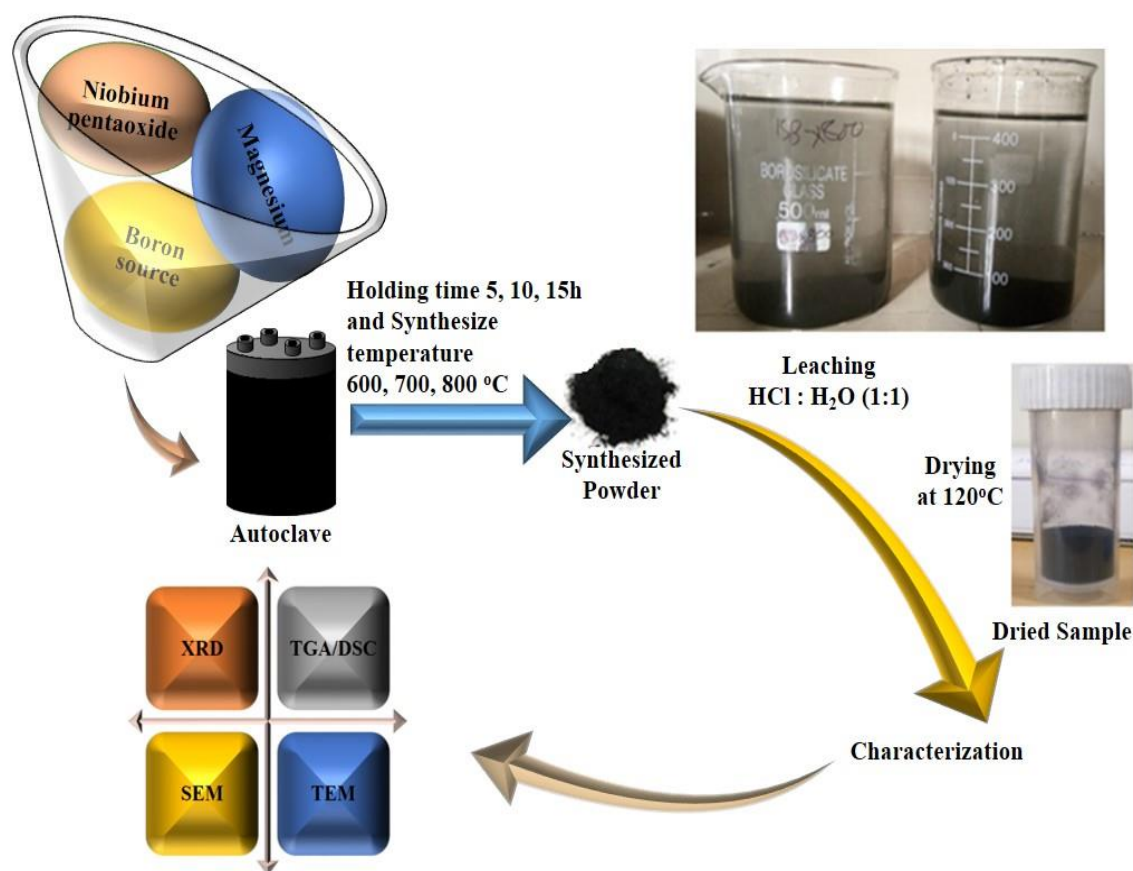 Niobium
pentaoxide
Magnesium
Boron
source
Holding time 5, 10, 15h
and Synthesize
temperature
600, 700, 800 °C
Autoclave
Synthesized
Powder
BOROSILICATE
GLASS
500ml
400
300
200
100
Leaching
HCl : H₂O (1:1)
Drying
at 120°C
Dried Sample
Characterization
XRD
TGA/DSC
SEM
TEM